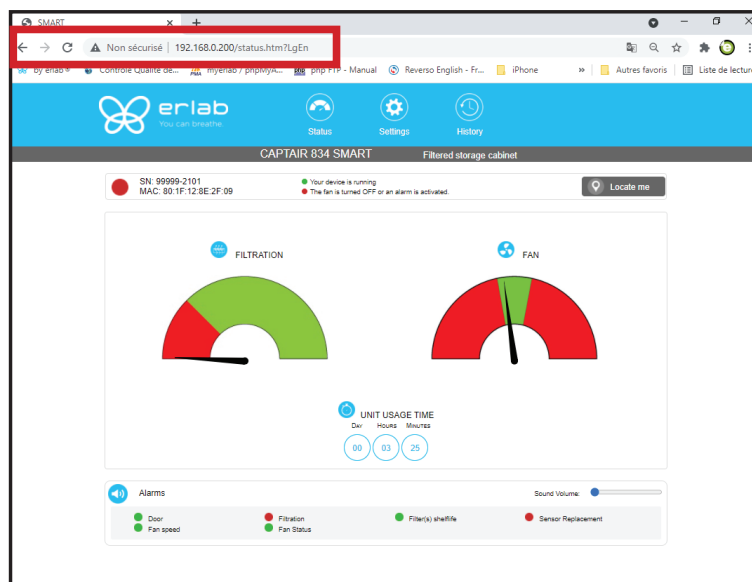 SMART
Non sécurisé | 192.168.0.200/status.htm?LgEn
by erlab Contrôle Qualité de... myerlab / phpMyA... php FTP - Manual Reverso English - Fr... iPhone » Autres favoris Liste de lecture
erlab
You can breathe
Status Settings History
CAPTAIR 834 SMART Filtered storage cabinet
SN: 99999-2101
MAC: 80:1F:12:8E:2F:09
Your device is running
The fan is turned OFF or an alarm is activated.
Locate me
FILTRATION FAN
UNIT USAGE TIME
DAY HOURS MINUTES
00 03 25
Alarms Sound Volume:
Door Filtration Filter(s) shelflife Sensor Replacement
Fan speed Fan Status